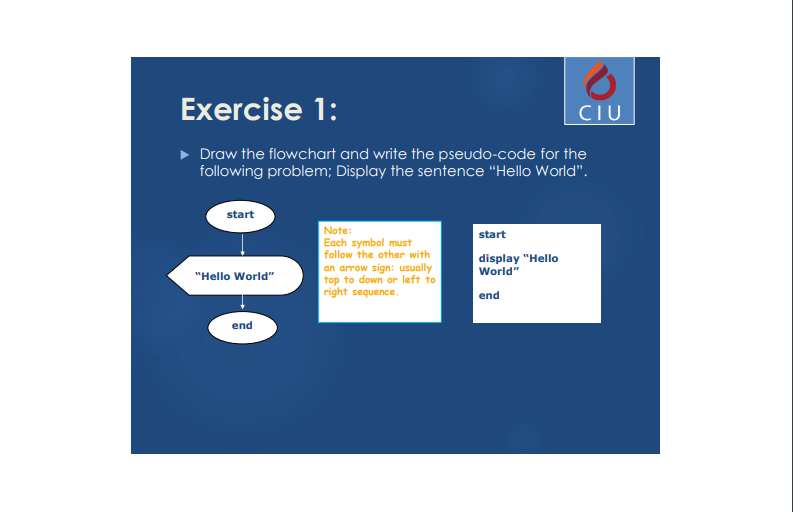 CIU
Exercise 1:
Draw the flowchart and write the pseudo-code for the
following problem; Display the sentence “Hello World”.
start
“Hello World”
end
Note:
Each symbol must
follow the other with
an arrow sign: usually
top to down or left to
right sequence.
start
display “Hello
World”
end